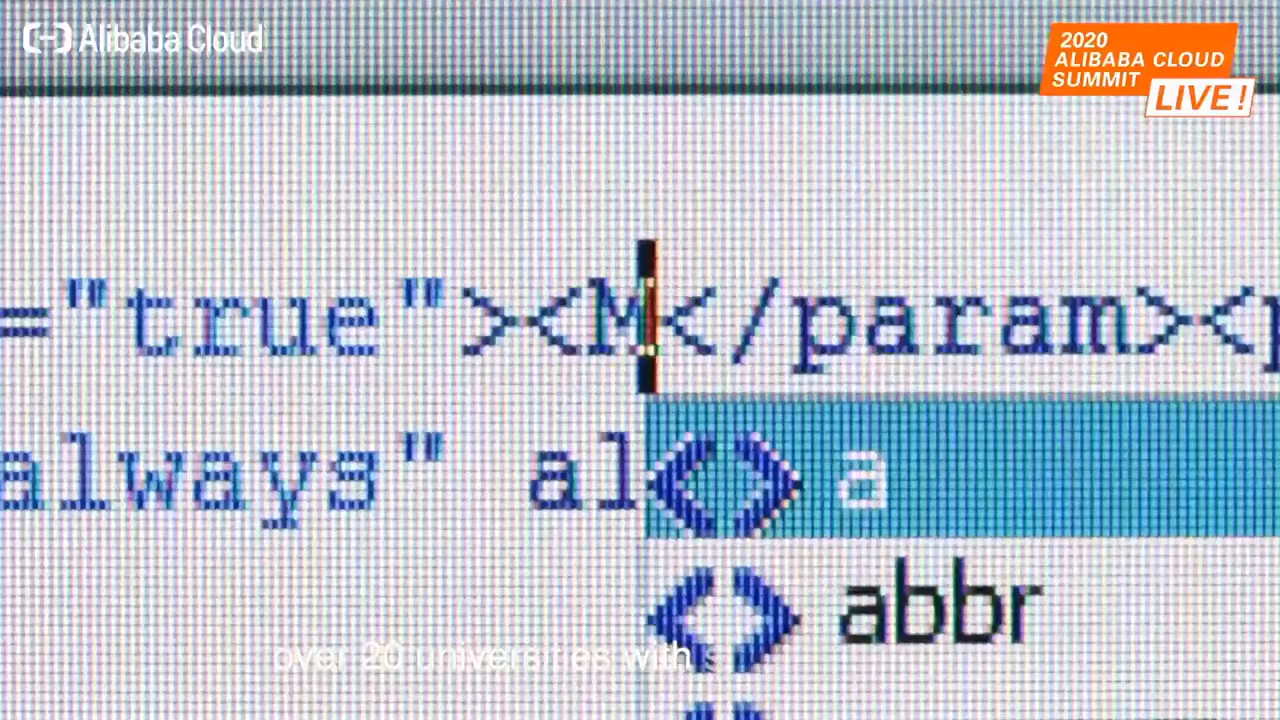 Alibaba Cloud
2020
ALIBABA CLOUD
SUMMIT
LIVE!
="true"><M</param><p
always" al
<> a
<> abbr
over 20 universities with